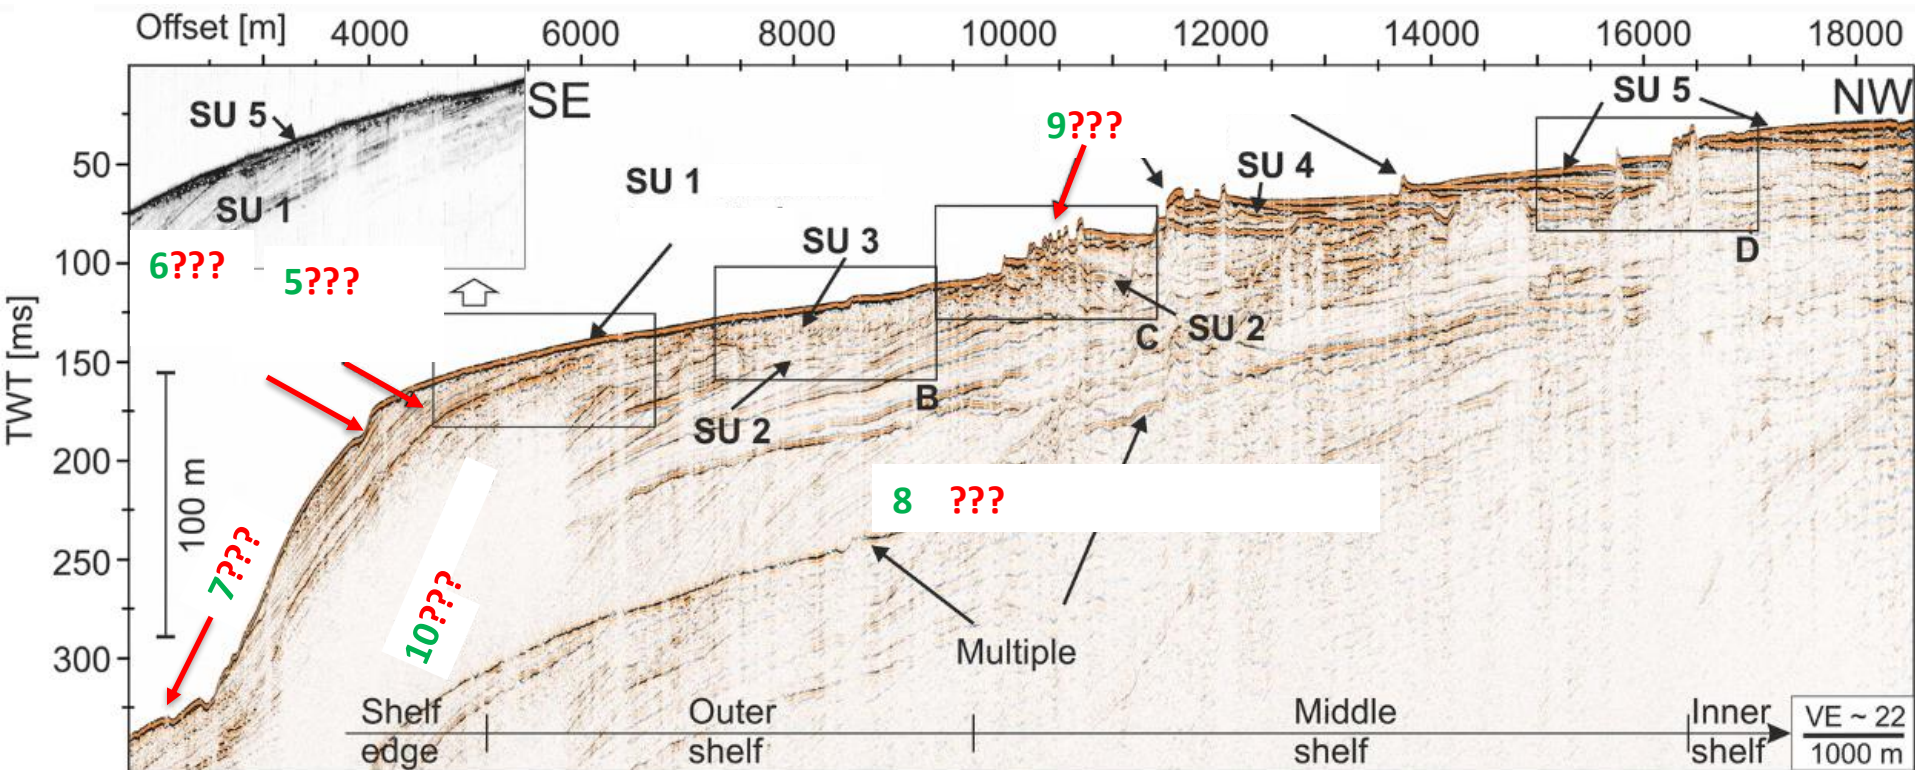 Offset [m] 4000 6000 8000 10000 12000 14000 16000 18000
SE
NW
SU 5
SU 1
SU 1
SU 3
SU 2
9???
SU 4
SU 5
6???
5???
B
C
SU 2
D
TWT [ms]
50
100
150
200
250
300
100 m
7???
10???
8 ???
Multiple
Shelf
edge
Outer
shelf
Middle
shelf
Inner
shelf
VE ~ 22
1000 m